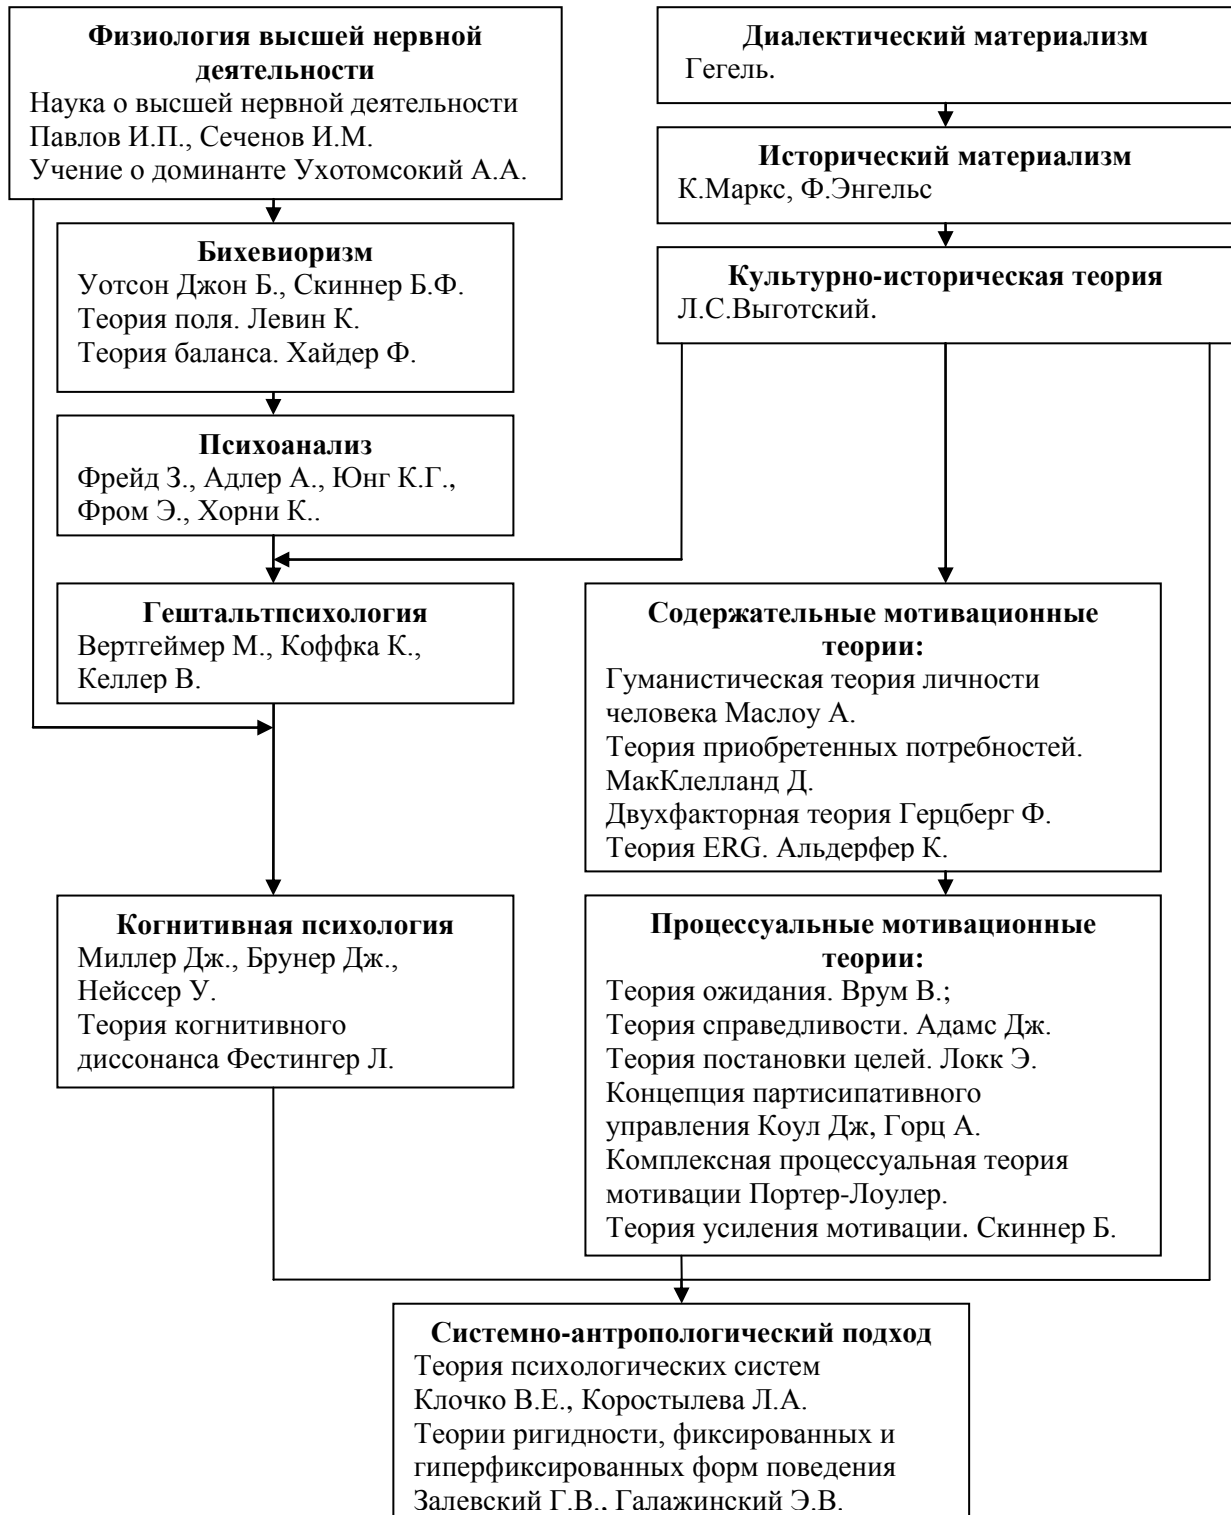 Физиология высшей нервной
деятельности
Наука о высшей нервной деятельности
Павлов И.П., Сеченов И.М.
Учение о доминанте Ухотомсокий А.А.
Диалектический материализм
Гегель.
Исторический материализм
К.Маркс, Ф.Энгельс
Бихевиоризм
Уотсон Джон Б., Скиннер Б.Ф.
Теория поля. Левин К.
Теория баланса. Хайдер Ф.
Культурно-историческая теория
Л.С.Выготский.
Психоанализ
Фрейд З., Адлер А., Юнг К.Г.,
Фром Э., Хорни К..
Гештальтпсихология
Вертгеймер М., Коффка К.,
Келлер В.
Содержательные мотивационные
теории:
Гуманистическая теория личности
человека Маслоу А.
Теория приобретенных потребностей.
МакКлелланд Д.
Двухфакторная теория Герцберг Ф.
Теория ERG. Альдерфер К.
Когнитивная психология
Миллер Дж., Брунер Дж.,
Нейссер У.
Теория когнитивного
диссонанса Фестингер Л.
Процессуальные мотивационные
теории:
Теория ожидания. Врум В.;
Теория справедливости. Адамс Дж.
Теория постановки целей. Локк Э.
Концепция партисипативного
управления Коул Дж, Горц А.
Комплексная процессуальная теория
мотивации Портер-Лоулер.
Теория усиления мотивации. Скиннер Б.
Системно-антропологический подход
Теория психологических систем
Клочко В.Е., Коростылева Л.А.
Теории ригидности, фиксированных и
гиперфиксированных форм поведения
Залевский Г.В., Галажинский Э.В.